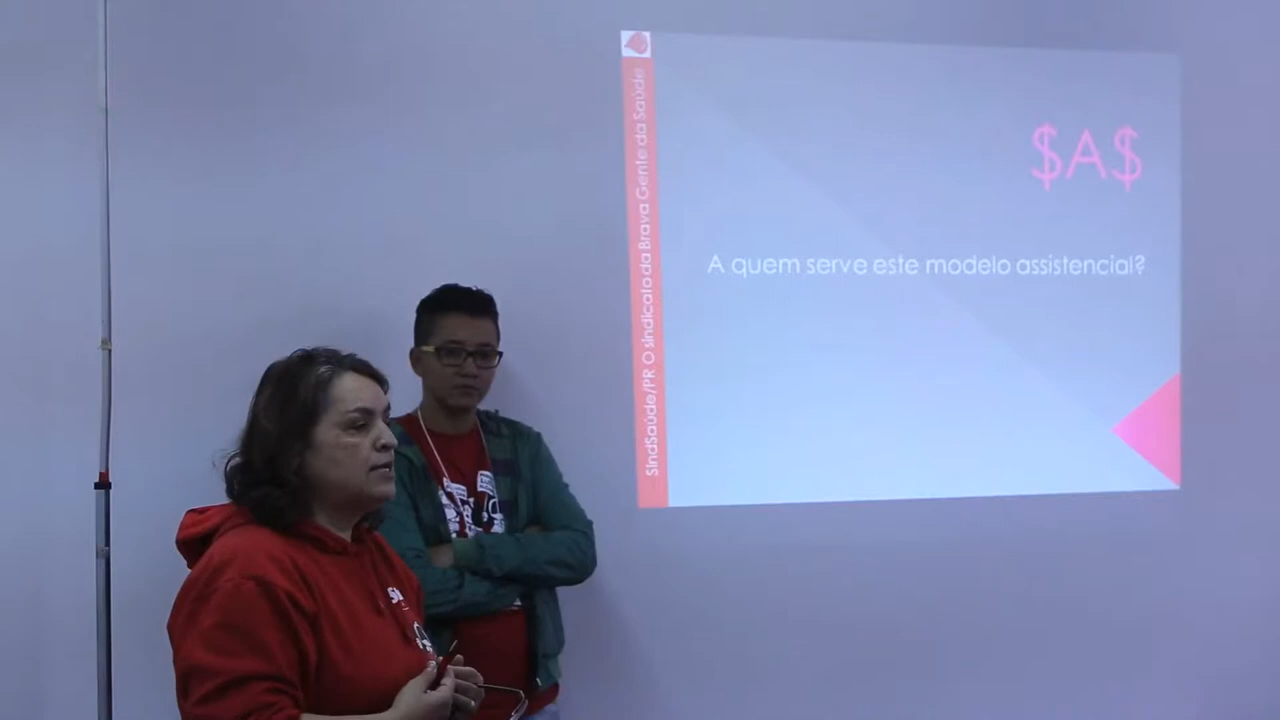 $A$
A quem serve este modelo assistencial?
SindSaúde/PR O sindicato da Brava Gente da Saúde